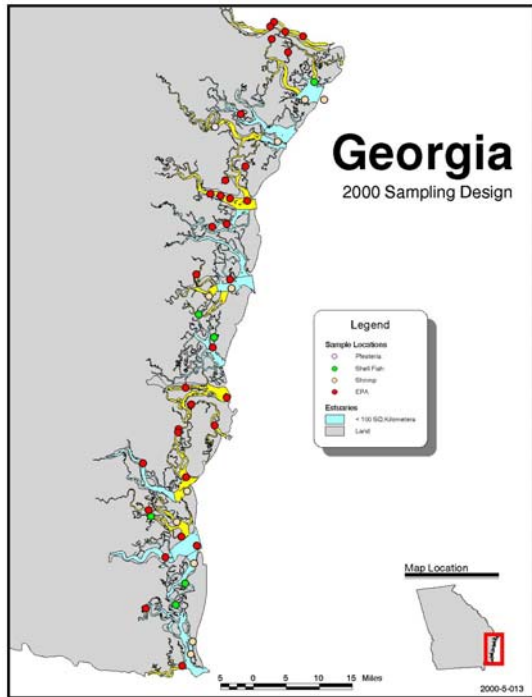 Georgia
2000 Sampling Design
Legend
Sample Locations
Pfiesteria
Shell Fish
Shrimp
EPA
Estuaries
< 100 SQ Kilometers
Land
Map Location
5 0 5 10 15 Miles
2000-5-013